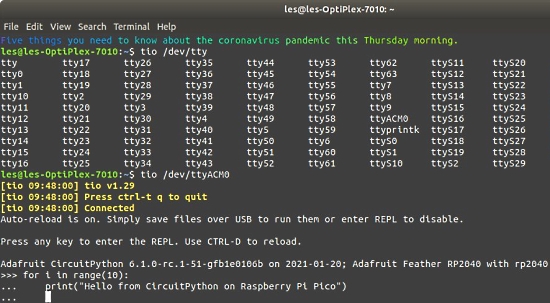 les@les-OptiPlex-7010: ~
File Edit View Search Terminal Help
Five things you need to know about the coronavirus pandemic this Thursday morning.
les@les-OptiPlex-7010:~$ tio /dev/tty
tty tty17 tty26 tty35 tty44 tty53 tty62 ttyS11 ttyS20
tty0 tty18 tty27 tty36 tty45 tty54 tty63 ttyS12 ttyS21
tty1 tty19 tty28 tty37 tty46 tty55 tty7 ttyS13 ttyS22
tty10 tty2 tty29 tty38 tty47 tty56 tty8 ttyS14 ttyS23
tty11 tty20 tty3 tty39 tty48 tty57 tty9 ttyS15 ttyS24
tty12 tty21 tty30 tty4 tty49 tty58 ttyACM0 ttyS16 ttyS25
tty13 tty22 tty31 tty40 tty5 tty59 ttyprintk ttyS17 ttyS26
tty14 tty23 tty32 tty41 tty50 tty6 ttyS0 ttyS18 ttyS27
tty15 tty24 tty33 tty42 tty51 tty60 ttyS1 ttyS19 ttyS28
tty16 tty25 tty34 tty43 tty52 tty61 ttyS10 ttyS2 ttyS29
les@les-OptiPlex-7010:~$ tio /dev/ttyACM0
[tio 09:48:00] tio v1.29
[tio 09:48:00] Press ctrl-t q to quit
[tio 09:48:00] Connected
Auto-reload is on. Simply save files over USB to run them or enter REPL to disable.
Press any key to enter the REPL. Use CTRL-D to reload.
Adafruit CircuitPython 6.1.0-rc.1-51-gfb1e0106b on 2021-01-20; Adafruit Feather RP2040 with rp2040
>>> for i in range(10):
... print("Hello from CircuitPython on Raspberry Pi Pico")
...